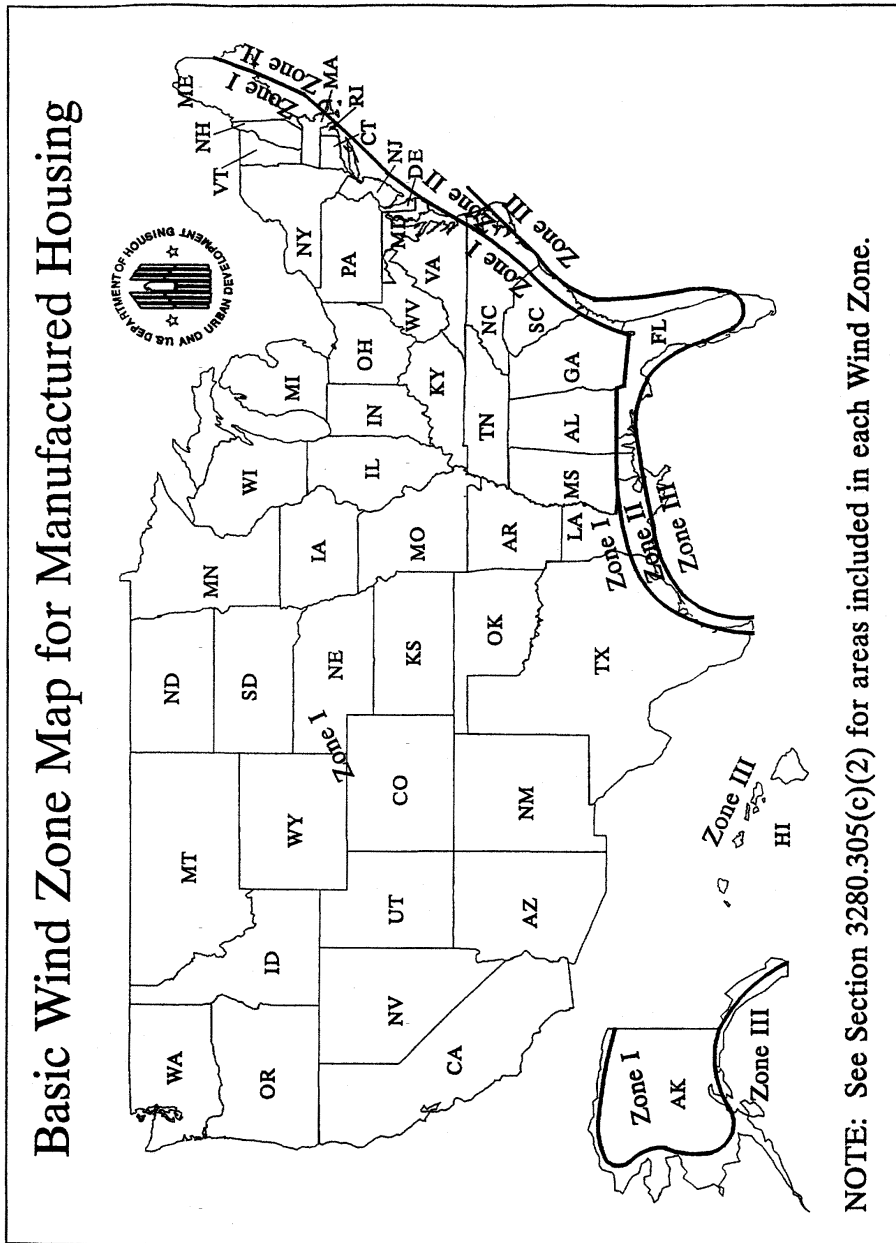 Basic Wind Zone Map for Manufactured Housing
U.S. DEPARTMENT OF HOUSING
AND URBAN DEVELOPMENT
WA
OR
CA
NV
ID
MT
WY
UT
AZ
CO
NM
ND
SD
NE
Zone I
KS
OK
TX
MN
IA
MO
AR
LA
WI
IL
MS
MI
IN
OH
KY
TN
AL
GA
FL
SC
NC
VA
WV
PA
NY
VT
NH
ME
MA
RI
CT
NJ
DE
MD
Zone I
Zone II
Zone I
Zone II
Zone III
Zone I
Zone II
Zone III
Zone I
AK
Zone III
Zone III
HI
NOTE: See Section 3280.305(c)(2) for areas included in each Wind Zone.